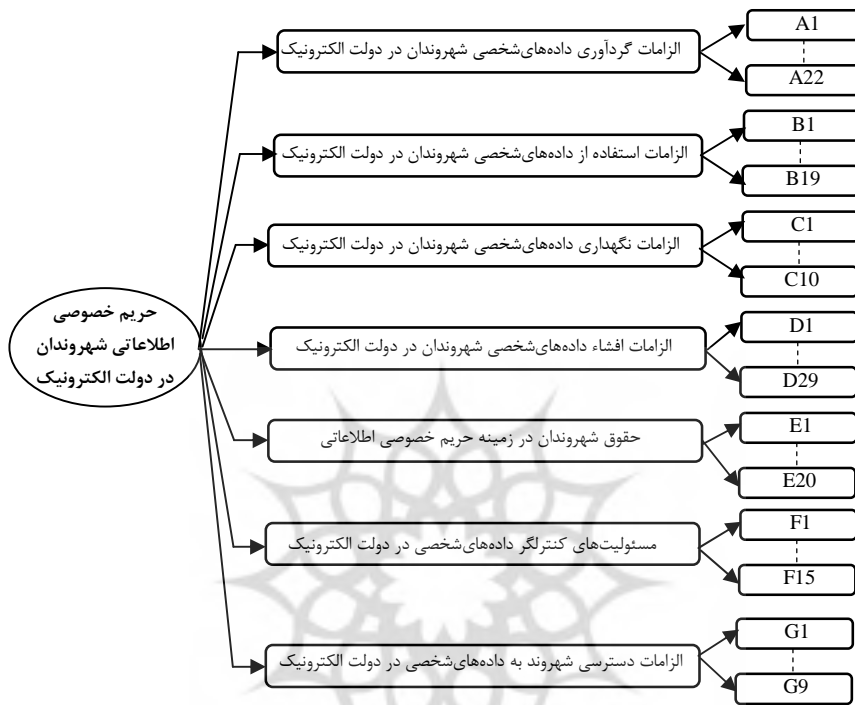 حریم خصوصی
اطلاعاتی شهروندان
در دولت الکترونیک
الزامات گردآوری داده‌های‌شخصی شهروندان در دولت الکترونیک
A1
A22
الزامات استفاده از داده‌های‌شخصی شهروندان در دولت الکترونیک
B1
B19
الزامات نگهداری داده‌های‌شخصی شهروندان در دولت الکترونیک
C1
C10
الزامات افشاء داده‌های‌شخصی شهروندان در دولت الکترونیک
D1
D29
حقوق شهروندان در زمینه حریم خصوصی اطلاعاتی
E1
E20
مسئولیت‌های کنترلگر داده‌های‌شخصی در دولت الکترونیک
F1
F15
الزامات دسترسی شهروند به داده‌های‌شخصی در دولت الکترونیک
G1
G9